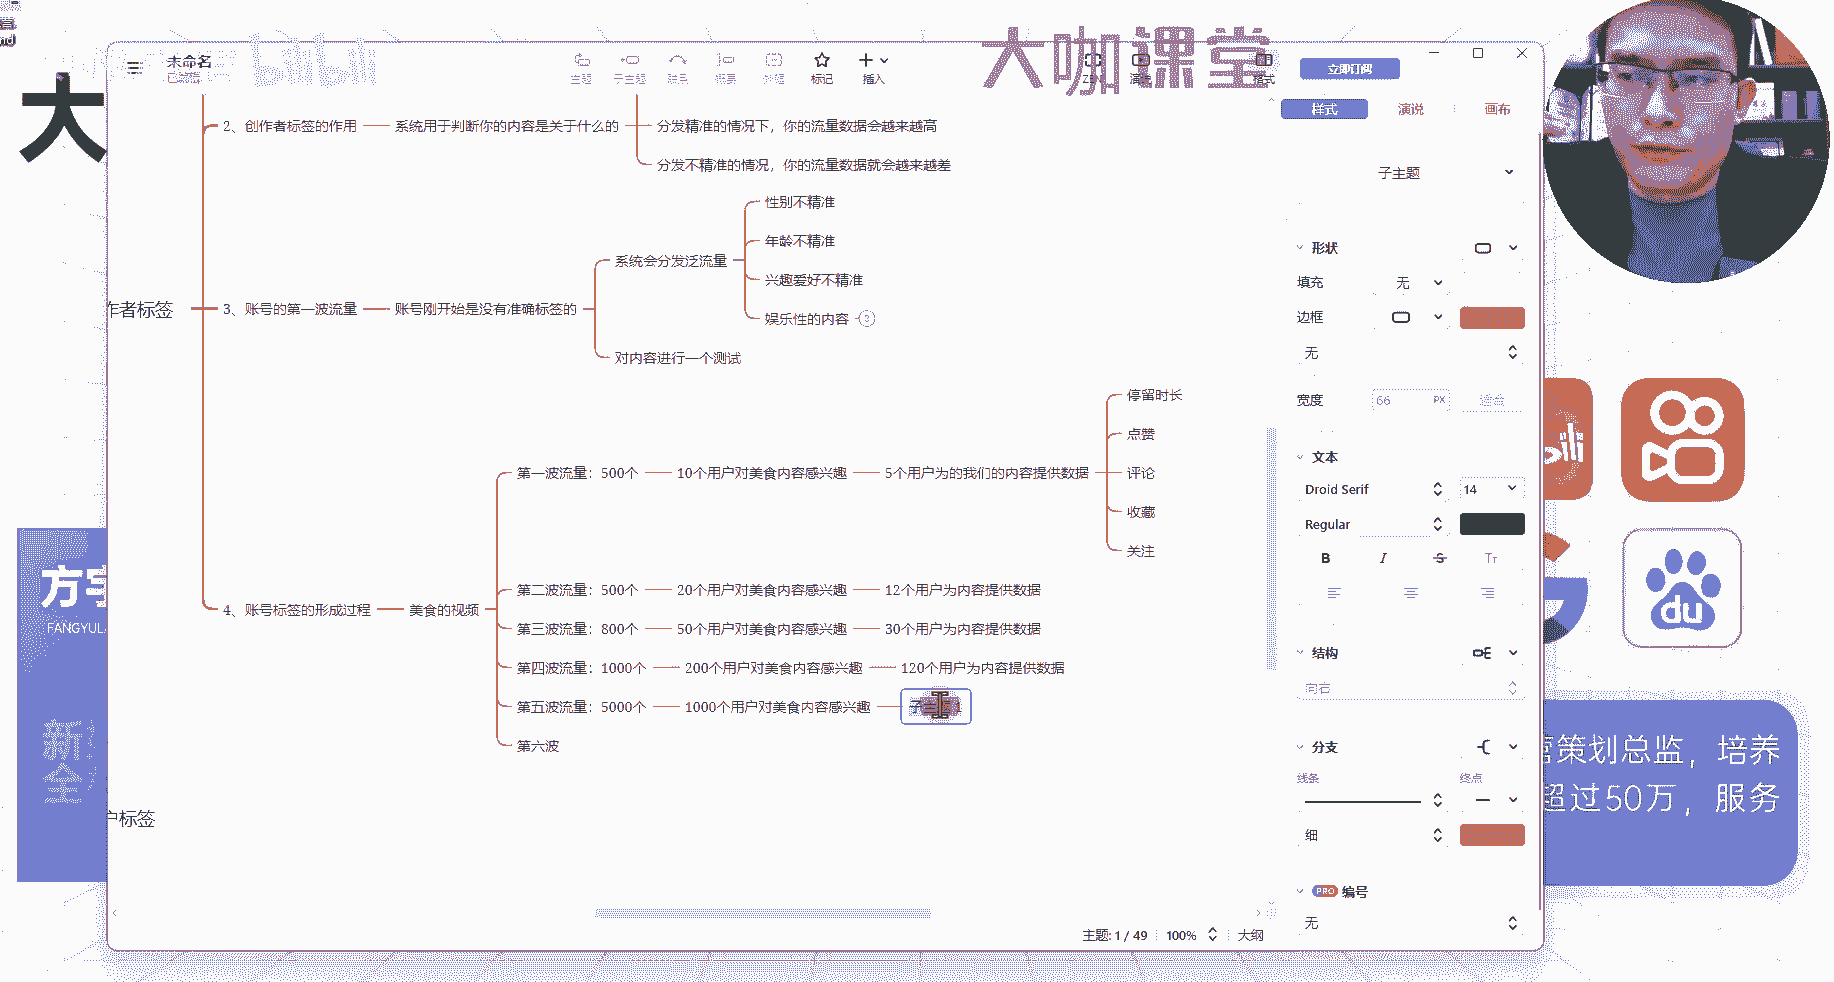 nd
大
未命名
已编辑
bilibili
主题
子主题
联系
概要
外框
标记
插入
大咖课堂
ZEN
演说
格式
立即订阅
样式
演说
画布
2、创作者标签的作用
系统用于判断你的内容是关于什么的
分发精准的情况下，你的流量数据会越来越高
分发不精准的情况，你的流量数据就会越来越差
作者标签
3、账号的第一波流量
账号刚开始是没有准确标签的
系统会分发泛流量
性别不精准
年龄不精准
兴趣爱好不精准
娱乐性的内容
对内容进行一个测试
4、账号标签的形成过程
美食的视频
第一波流量：500个
10个用户对美食内容感兴趣
5个用户为的我们的内容提供数据
停留时长
点赞
评论
收藏
关注
第二波流量：500个
20个用户对美食内容感兴趣
12个用户为内容提供数据
第三波流量：800个
50个用户对美食内容感兴趣
30个用户为内容提供数据
第四波流量：1000个
200个用户对美食内容感兴趣
120个用户为内容提供数据
第五波流量：5000个
1000个用户对美食内容感兴趣
子主题 1
第六波
户标签
子主题
形状
填充
无
边框
无
宽度
66
PX
适合
文本
Droid Serif
14
Regular
B
I
S
Tт
结构
向右
分支
线条
终点
细
PRO 编号
无
主题: 1 / 49
100%
大纲
方宇
FANGYULA
新
全
du
营策划总监，培养
超过50万，服务